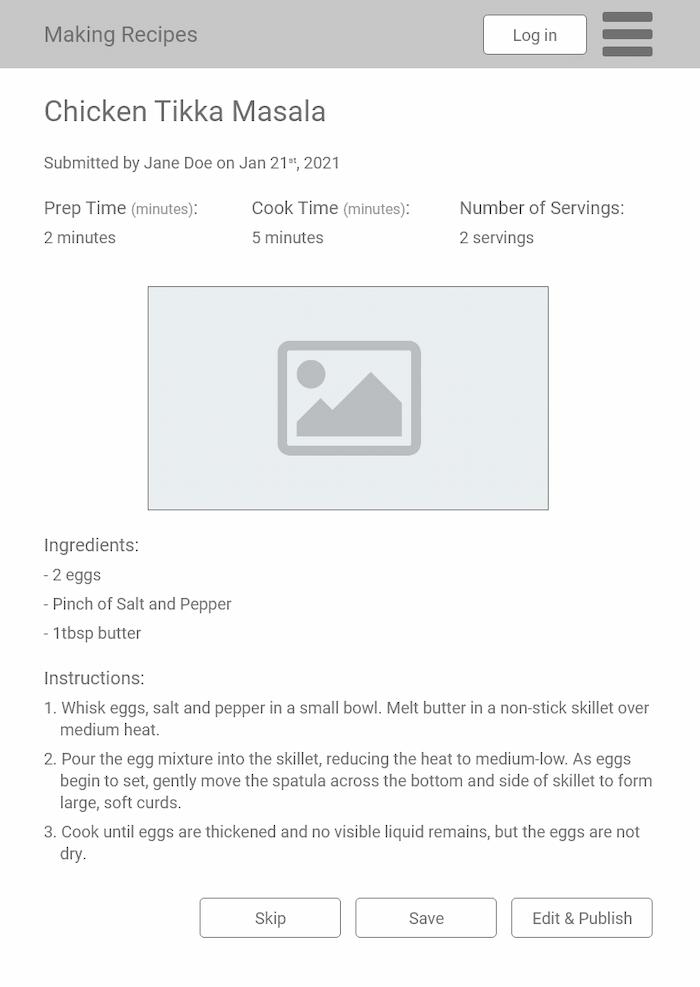 Making Recipes
Log in
Chicken Tikka Masala
Submitted by Jane Doe on Jan 21st, 2021
Prep Time (minutes): Cook Time (minutes): Number of Servings:
2 minutes 5 minutes 2 servings
Ingredients:
- 2 eggs
- Pinch of Salt and Pepper
- 1tbsp butter
Instructions:
1. Whisk eggs, salt and pepper in a small bowl. Melt butter in a non-stick skillet over
medium heat.
2. Pour the egg mixture into the skillet, reducing the heat to medium-low. As eggs
begin to set, gently move the spatula across the bottom and side of skillet to form
large, soft curds.
3. Cook until eggs are thickened and no visible liquid remains, but the eggs are not
dry.
Skip Save Edit & Publish